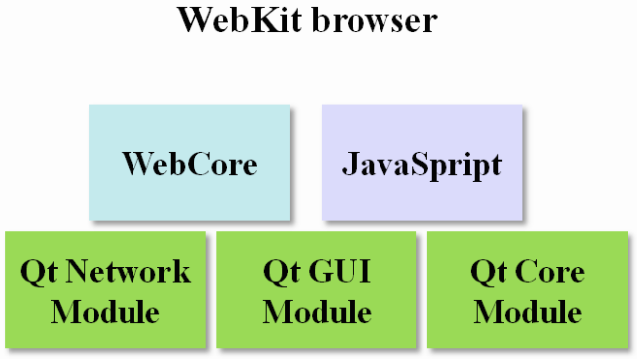 WebKit browser
WebCore
JavaSpript
Qt Network
Module
Qt GUI
Module
Qt Core
Module